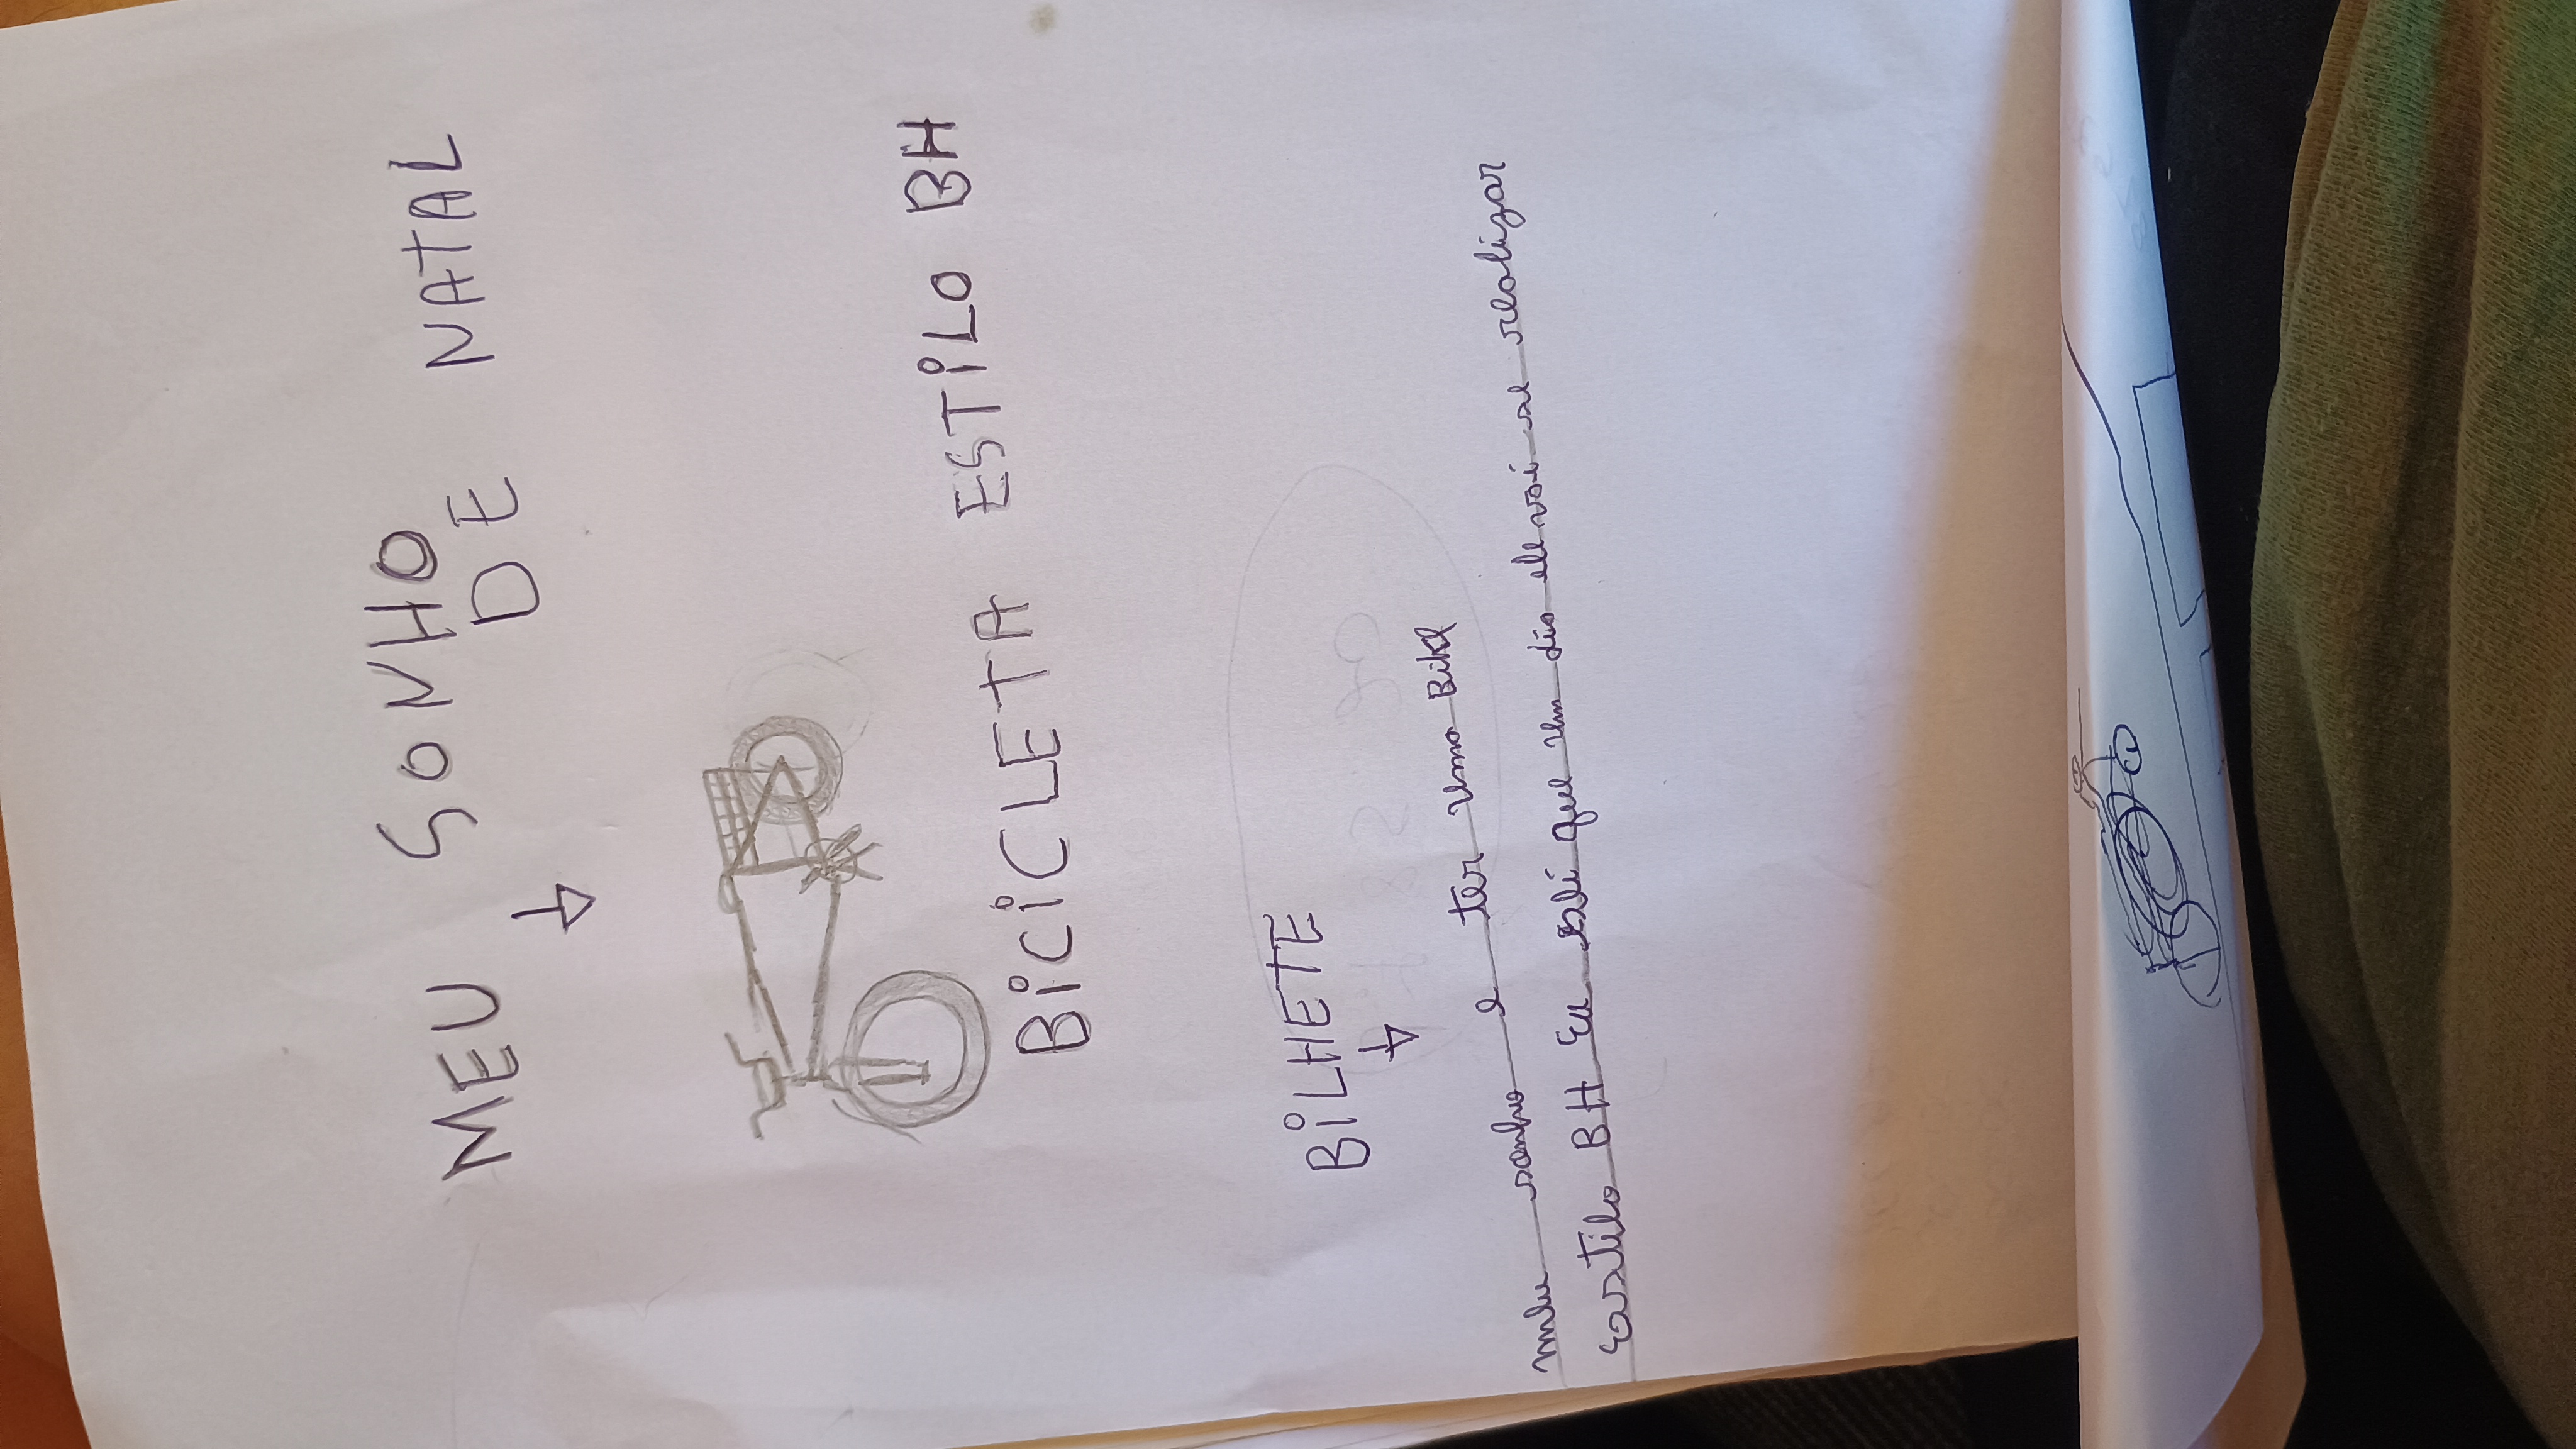 MEU SONHO
DE NATAL
BiCiCLETA ESTiLO BH
BiLHETE
meu sonho e ter uma Bike
Estilo BH Eu sei que um dia ele vai se realizar